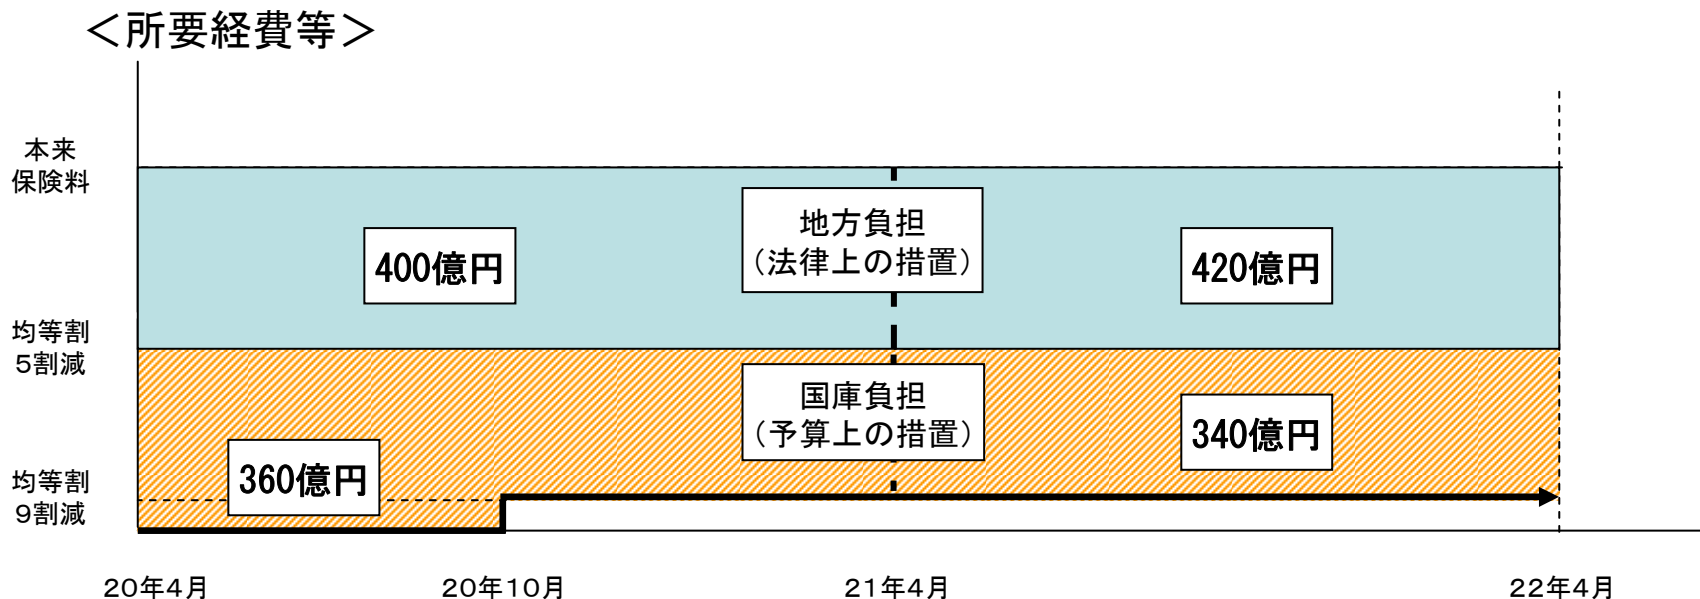 ＜所要経費等＞
本来
保険料
地方負担
（法律上の措置）
400億円
420億円
均等割
５割減
国庫負担
（予算上の措置）
340億円
360億円
均等割
９割減
２０年４月
２０年１０月
２１年４月
２２年４月